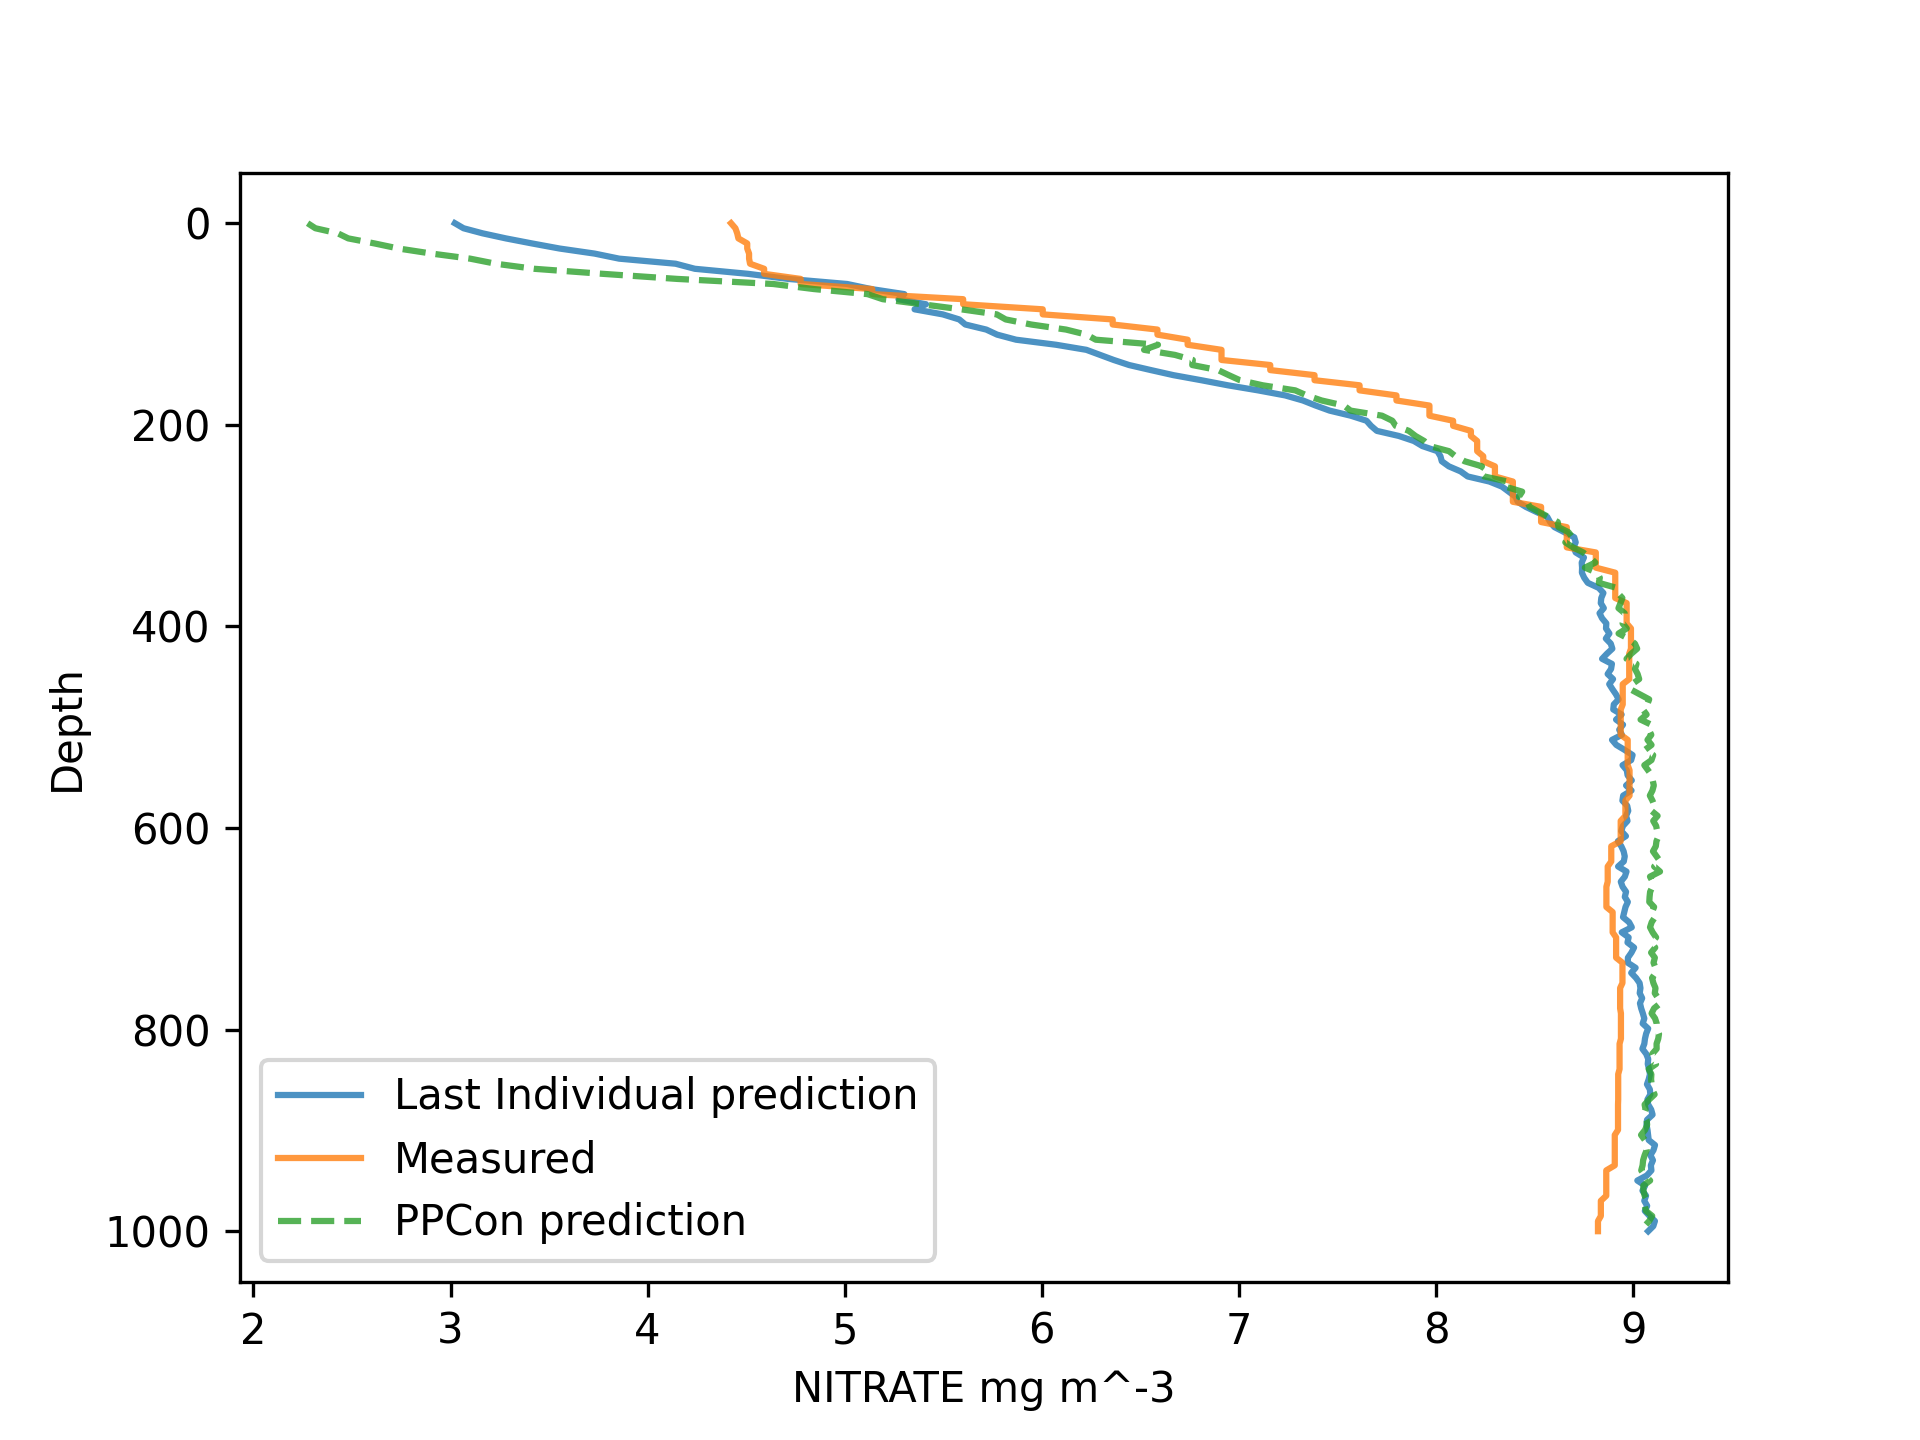 0
200
400
600
800
1000
Depth
Last Individual prediction
Measured
PPCon prediction
2 3 4 5 6 7 8 9
NITRATE mg m^-3